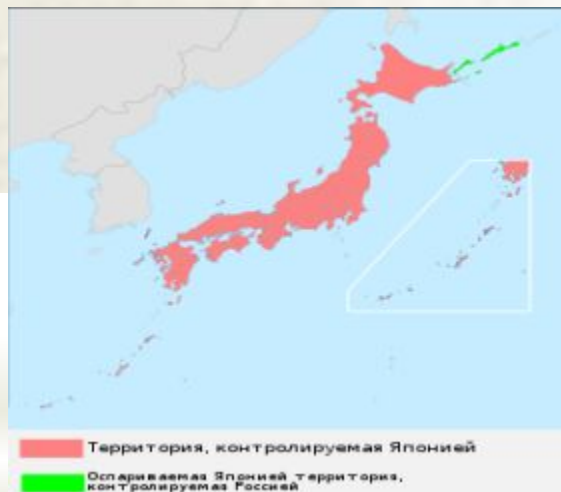 Территория, контролируемая Японией
Оспариваемая Японией территория,
контролируемая Россией